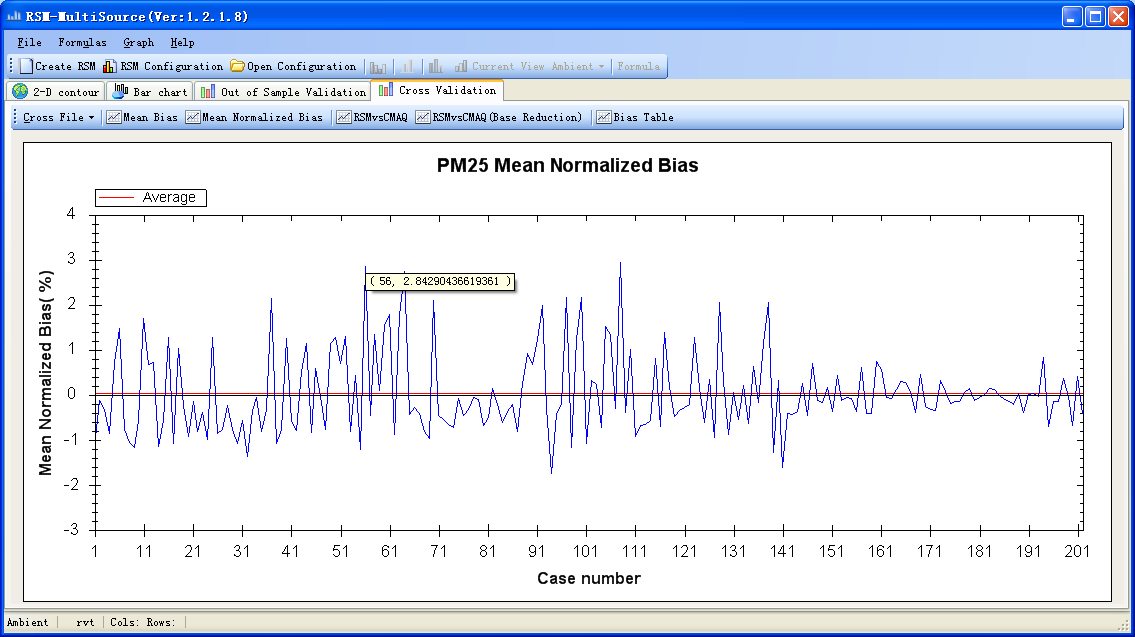 RSM-MultiSource(Ver:1.2.1.8)
File Formulas Graph Help
Create RSM RSM Configuration Open Configuration Current View Ambient Formula
2-D contour Bar chart Out of Sample Validation Cross Validation
Cross File Mean Bias Mean Normalized Bias RSMvsCMAQ RSMvsCMAQ(Base Reduction) Bias Table
PM25 Mean Normalized Bias
Average
4
3
2
1
0
-1
-2
-3
Mean Normalized Bias( %)
( 56, 2.84290436619361 )
1 11 21 31 41 51 61 71 81 91 101 111 121 131 141 151 161 171 181 191 201
Case number
Ambient rvt Cols: Rows: